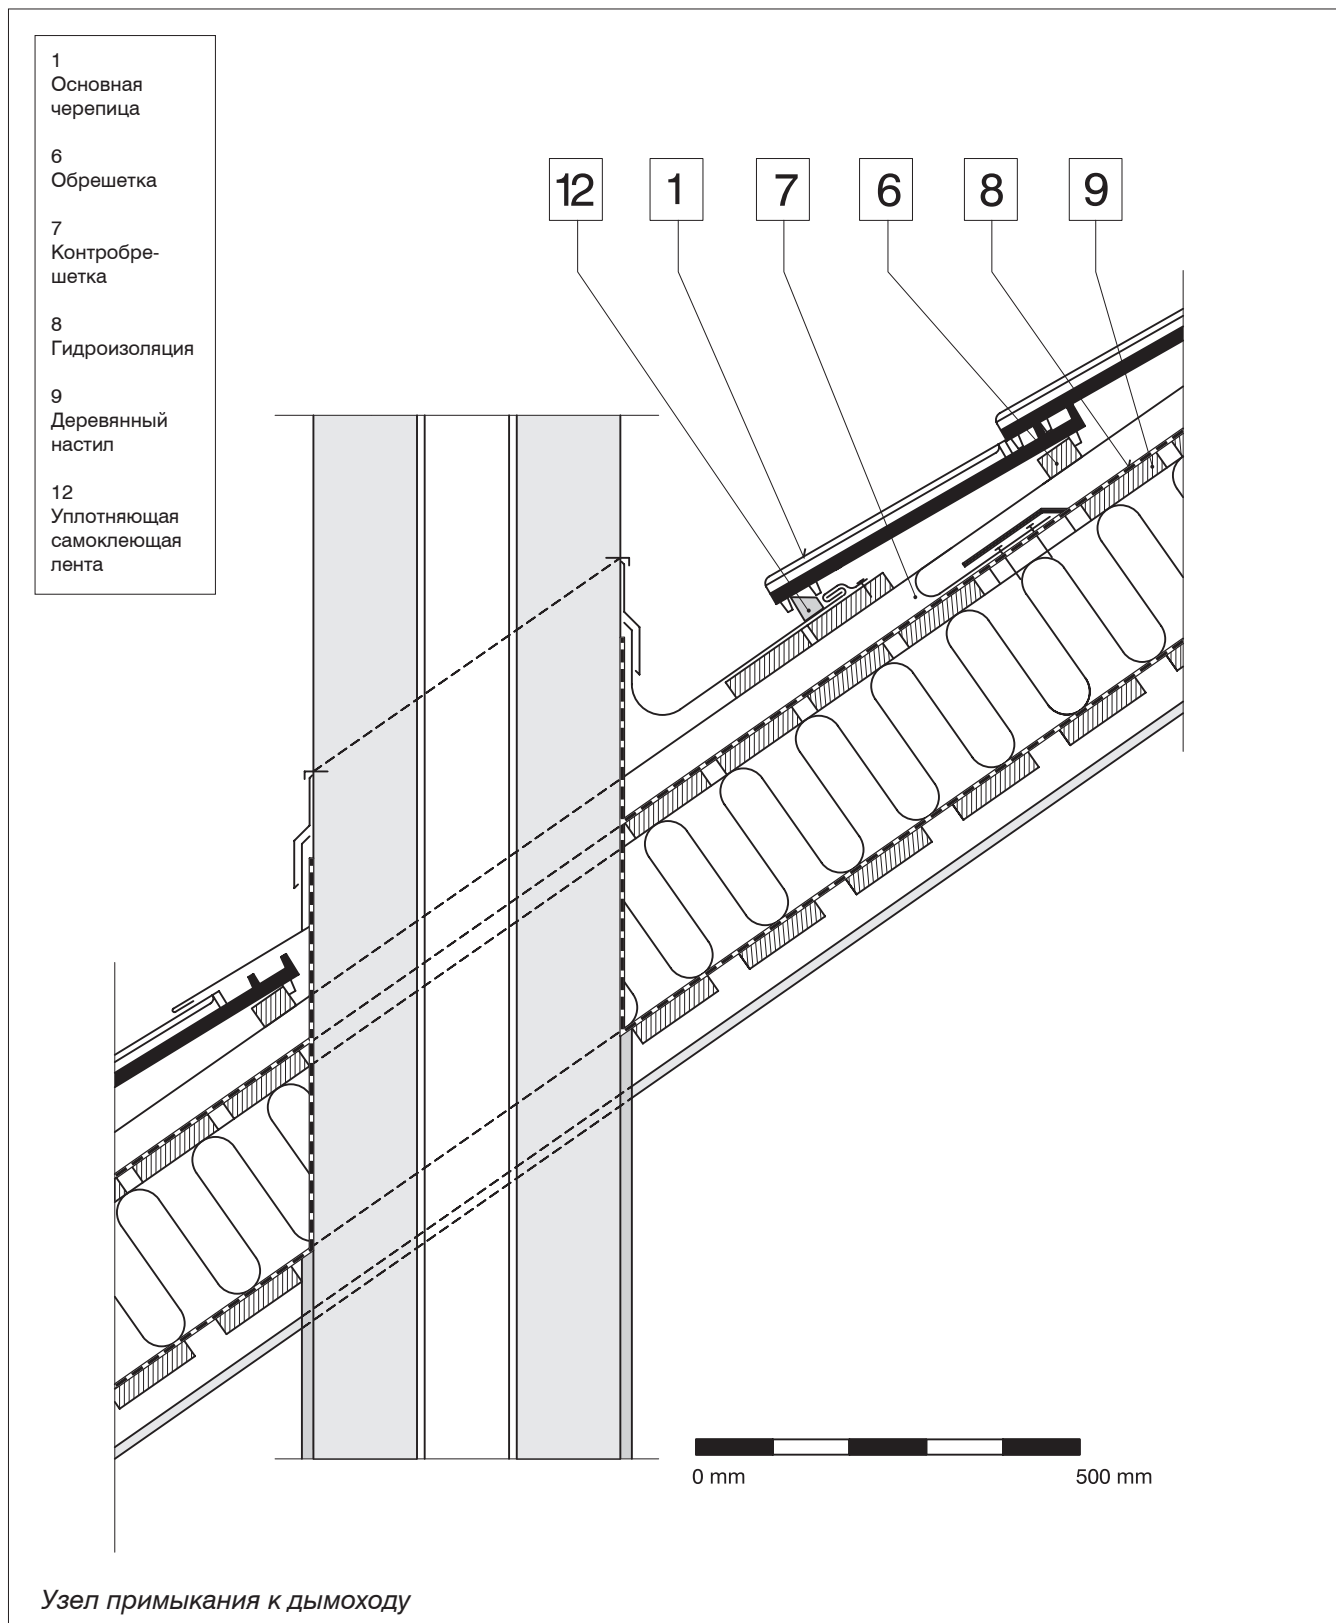 1
Основная
черепица
6
Обрешетка
7
Контробре-
шетка
8
Гидроизоляция
9
Деревянный
настил
12
Уплотняющая
самоклеющая
лента
12 1 7 6 8 9
0 mm 500 mm
Узел примыкания к дымоходу